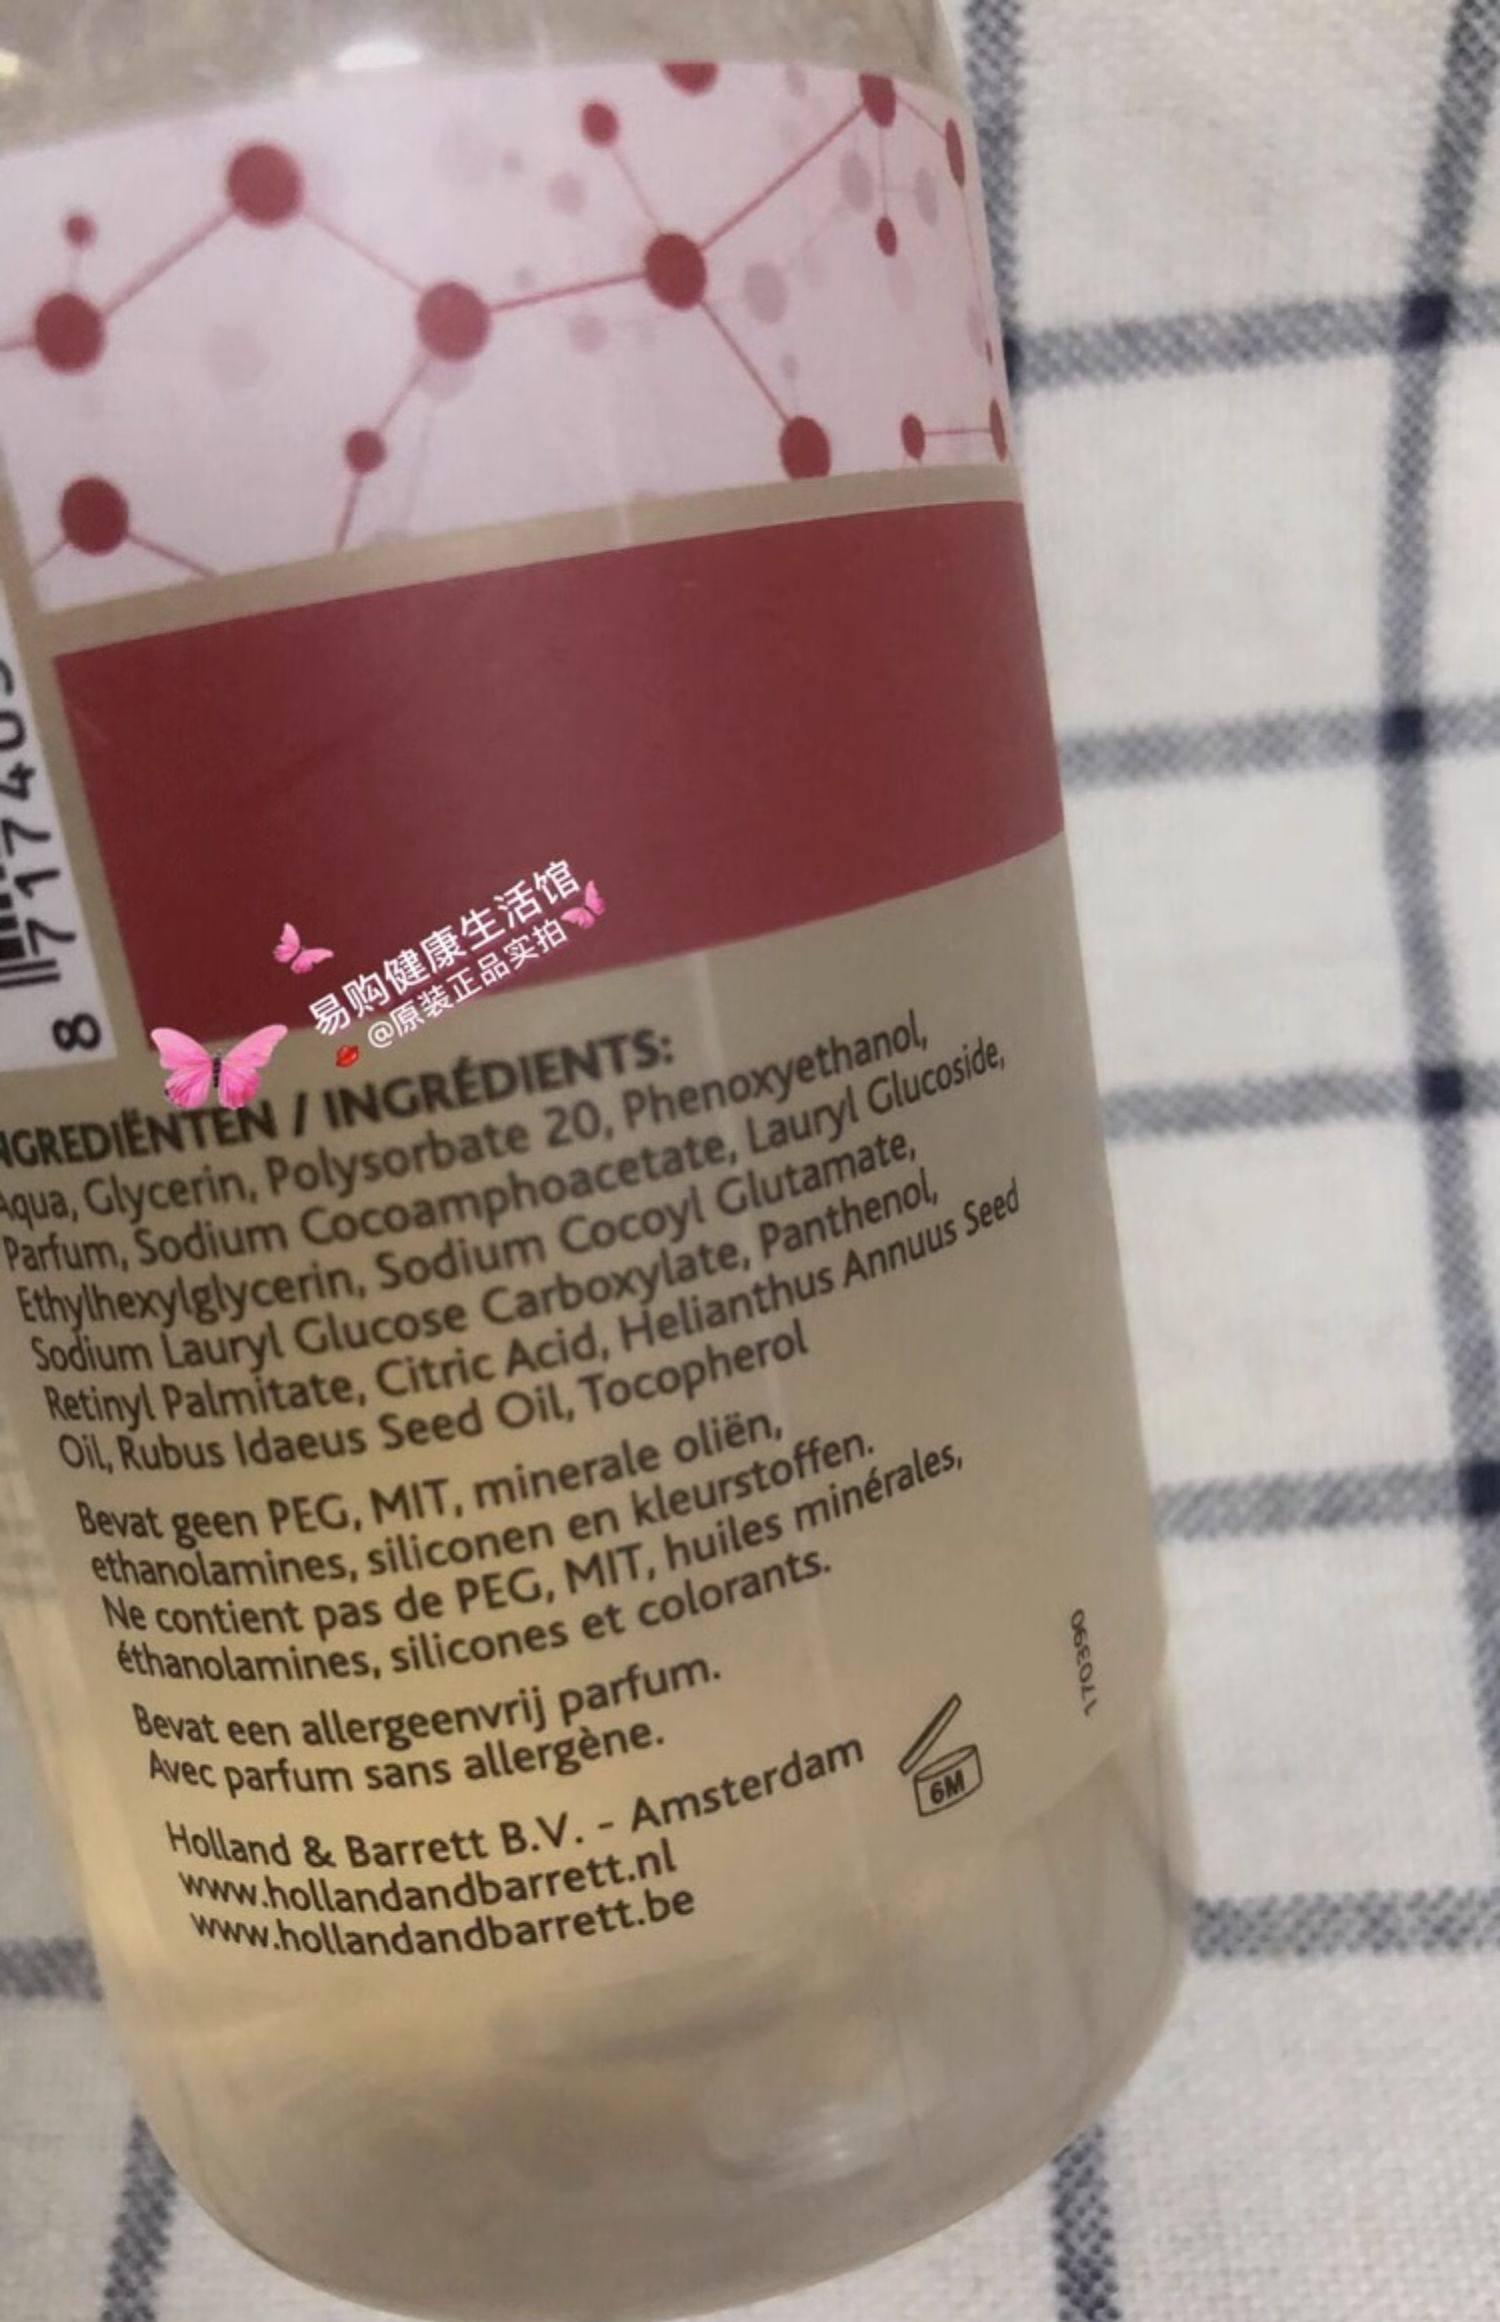 8 717405
易购健康生活馆
@原装正品实拍
NGREDIËNTEN / INGRÉDIENTS:
Aqua, Glycerin, Polysorbate 20, Phenoxyethanol,
Parfum, Sodium Cocoamphoacetate, Lauryl Glucoside,
Ethylhexylglycerin, Sodium Cocoyl Glutamate,
Sodium Lauryl Glucose Carboxylate, Panthenol,
Retinyl Palmitate, Citric Acid, Helianthus Annuus Seed
Oil, Rubus Idaeus Seed Oil, Tocopherol
Bevat geen PEG, MIT, minerale oliën,
ethanolamines, siliconen en kleurstoffen.
Ne contient pas de PEG, MIT, huiles minérales,
éthanolamines, silicones et colorants.
Bevat een allergeenvrij parfum.
Avec parfum sans allergène.
Holland & Barrett B.V. - Amsterdam
www.hollandandbarrett.nl
www.hollandandbarrett.be
6M
170390